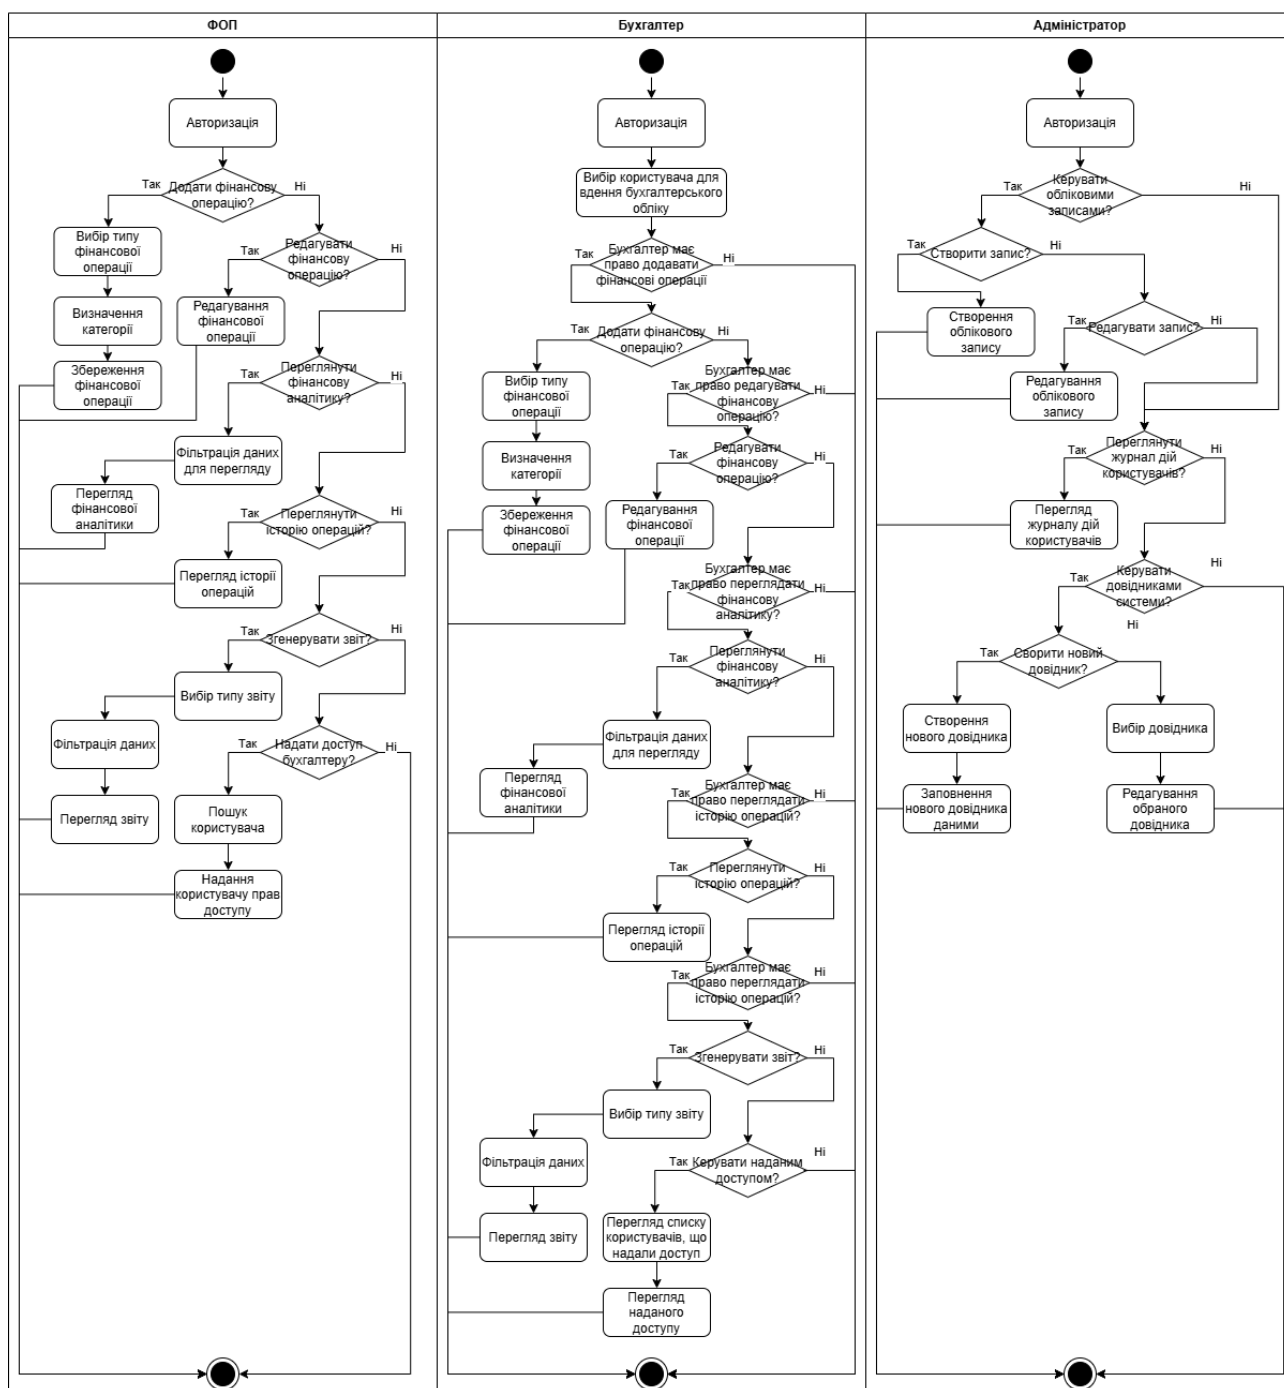 ФОП
Авторизація
Додати фінансову
операцію?
Так
Ні
Вибір типу
фінансової
операції
Редагувати
фінансову
операцію?
Так
Ні
Визначення
категорії
Редагування
фінансової
операції
Збереження
фінансової
операції
Переглянути
фінансову
аналітику?
Так
Ні
Фільтрація даних
для перегляду
Перегляд
фінансової
аналітики
Переглянути
історію операцій?
Так
Ні
Перегляд історії
операцій
Згенерувати звіт?
Так
Ні
Вибір типу звіту
Фільтрація даних
Надати доступ
бухгалтеру?
Так
Ні
Перегляд звіту
Пошук
користувача
Надання
користувачу прав
доступу
Бухгалтер
Авторизація
Вибір користувача для
вдення бухгалтерського
обліку
Бухгалтер має
право додавати
фінансові операції
Так
Ні
Додати фінансову
операцію?
Так
Ні
Вибір типу
фінансової
операції
Бухгалтер має
право редагувати
фінансову
операцію?
Так
Ні
Визначення
категорії
Редагувати
фінансову
операцію?
Так
Ні
Збереження
фінансової
операції
Редагування
фінансової
операції
Бухгалтер має
право переглядати
фінансову
аналітику?
Так
Ні
Переглянути
фінансову
аналітику?
Так
Ні
Фільтрація даних
для перегляду
Перегляд
фінансової
аналітики
Бухгалтер має
право переглядати
історію операцій?
Так
Ні
Переглянути
історію операцій?
Так
Ні
Перегляд історії
операцій
Бухгалтер має
право переглядати
історію операцій?
Так
Ні
Згенерувати звіт?
Так
Ні
Вибір типу звіту
Фільтрація даних
Керувати наданим
доступом?
Так
Ні
Перегляд звіту
Перегляд списку
користувачів, що
надали доступ
Перегляд
наданого
доступу
Адміністратор
Авторизація
Керувати
обліковими
записами?
Так
Ні
Створити запис?
Так
Ні
Створення
облікового
запису
Редагувати запис?
Так
Ні
Редагування
облікового
запису
Переглянути
журнал дій
користувачів?
Так
Ні
Перегляд
журналу дій
користувачів
Керувати
довідниками
системи?
Так
Ні
Сворити новий
довідник?
Так
Ні
Створення
нового довідника
Вибір довідника
Заповнення
нового довідника
даними
Редагування
обраного
довідника